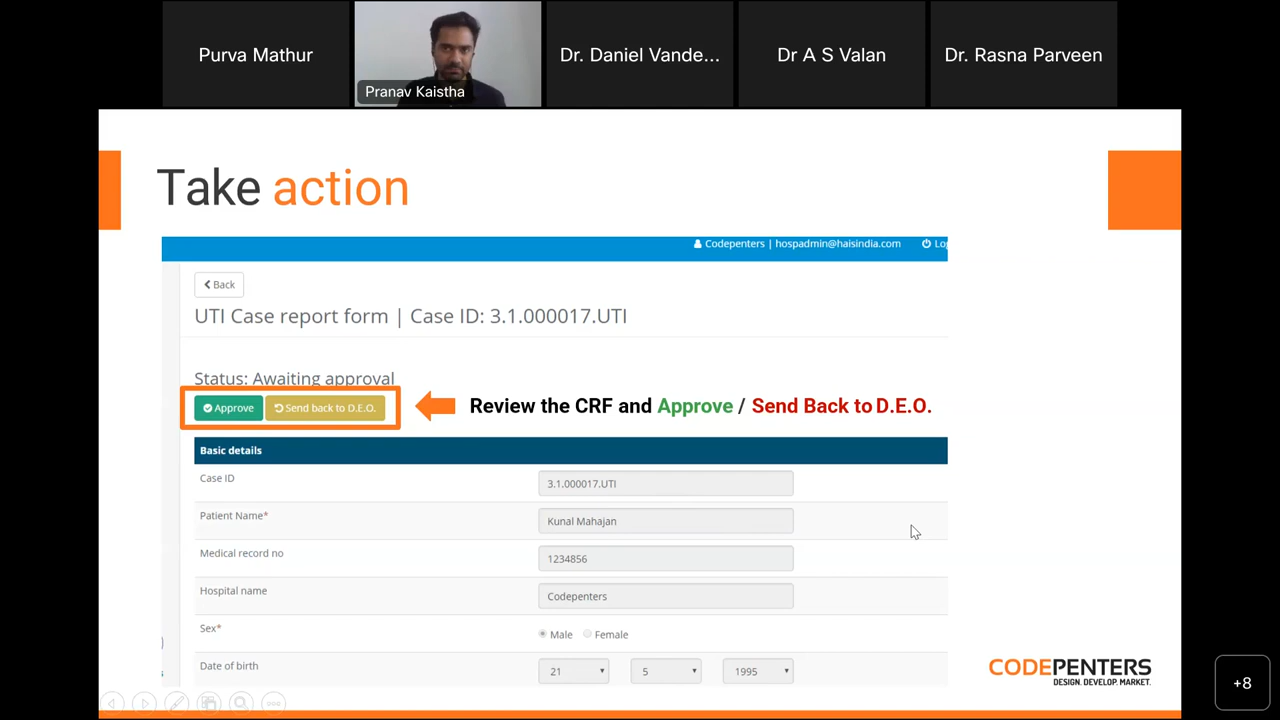 Purva Mathur
Pranav Kaistha
Dr. Daniel Vande...
Dr A S Valan
Dr. Rasna Parveen
Take action
Codepenters | hospadmin@haisindia.com
Back
UTI Case report form | Case ID: 3.1.000017.UTI
Status: Awaiting approval
Approve Send back to D.E.O.
Review the CRF and Approve / Send Back to D.E.O.
Basic details
Case ID 3.1.000017.UTI
Patient Name* Kunal Mahajan
Medical record no 1234856
Hospital name Codepenters
Sex* Male Female
Date of birth 21 5 1995
CODEPENTERS
DESIGN. DEVELOP. MARKET.
+8